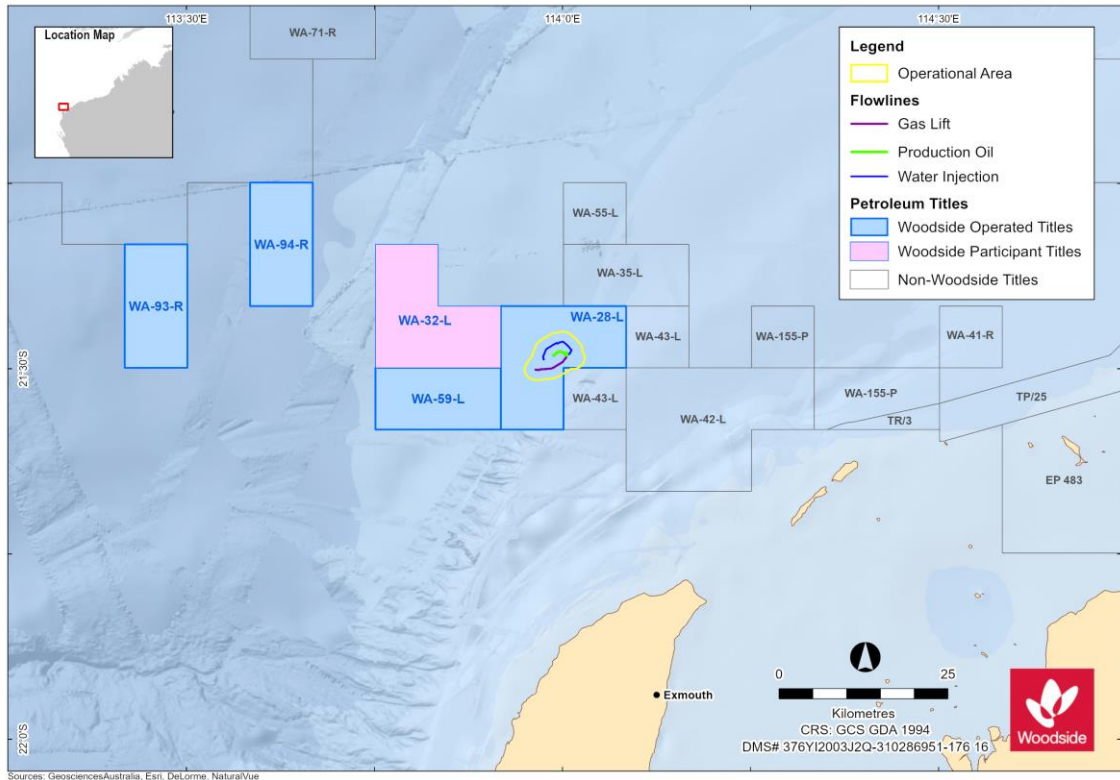 113°30'E
114°0'E
114°30'E
Location Map
WA-71-R
Legend
Operational Area
Flowlines
Gas Lift
Production Oil
Water Injection
Petroleum Titles
Woodside Operated Titles
Woodside Participant Titles
Non-Woodside Titles
WA-55-L
WA-94-R
WA-35-L
WA-93-R
WA-32-L
WA-28-L
WA-43-L
WA-155-P
WA-41-R
21°30'S
WA-59-L
WA-43-L
WA-42-L
WA-155-P
TR/3
TP/25
EP 483
Exmouth
0
25
Kilometres
CRS: GCS GDA 1994
DMS# 376YI2003J2Q-310286951-176 16
Woodside
22°0'S
Sources: GeosciencesAustralia, Esri, DeLorme, NaturalVue